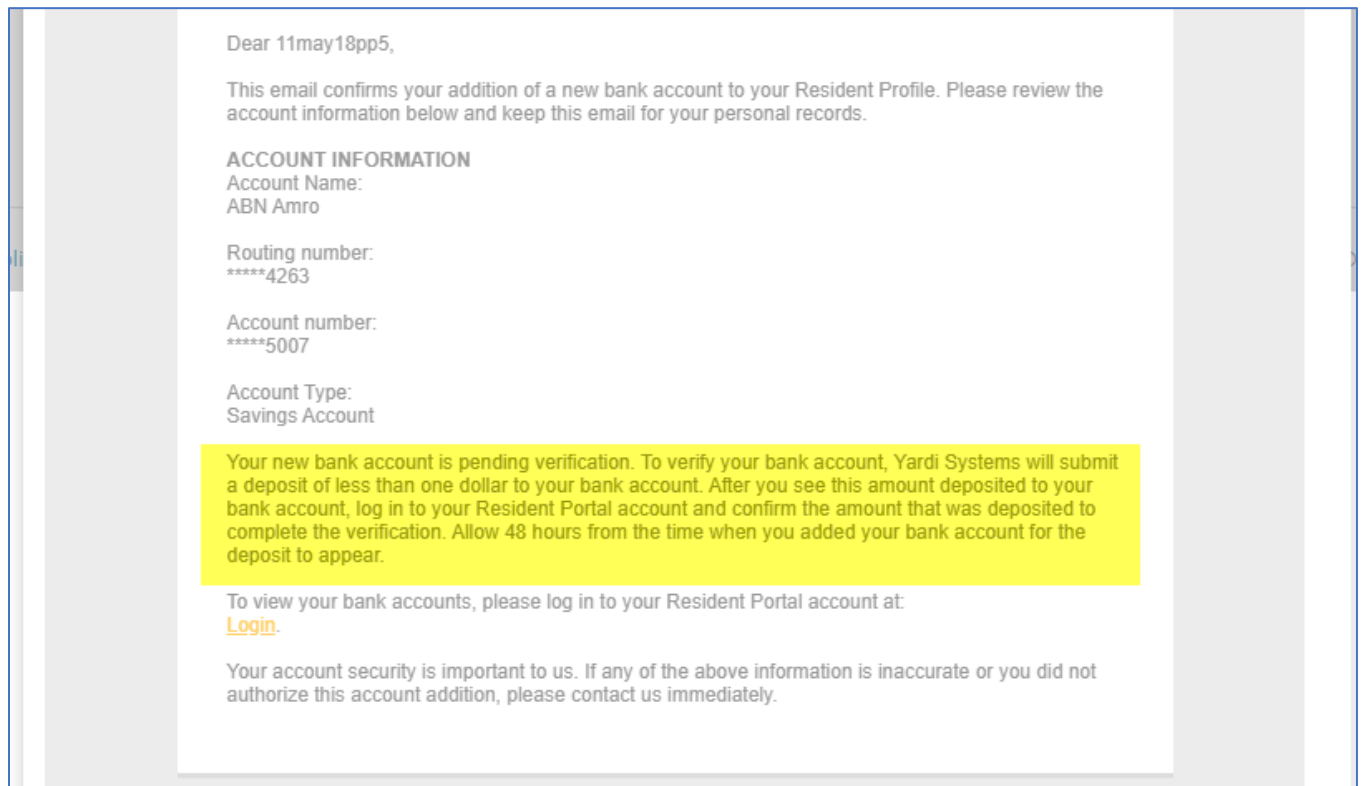 Dear 11may18pp5,
This email confirms your addition of a new bank account to your Resident Profile. Please review the
account information below and keep this email for your personal records.
ACCOUNT INFORMATION
Account Name:
ABN Amro
Routing number:
*****4263
Account number:
*****5007
Account Type:
Savings Account
Your new bank account is pending verification. To verify your bank account, Yardi Systems will submit
a deposit of less than one dollar to your bank account. After you see this amount deposited to your
bank account, log in to your Resident Portal account and confirm the amount that was deposited to
complete the verification. Allow 48 hours from the time when you added your bank account for the
deposit to appear.
To view your bank accounts, please log in to your Resident Portal account at:
Login.
Your account security is important to us. If any of the above information is inaccurate or you did not
authorize this account addition, please contact us immediately.